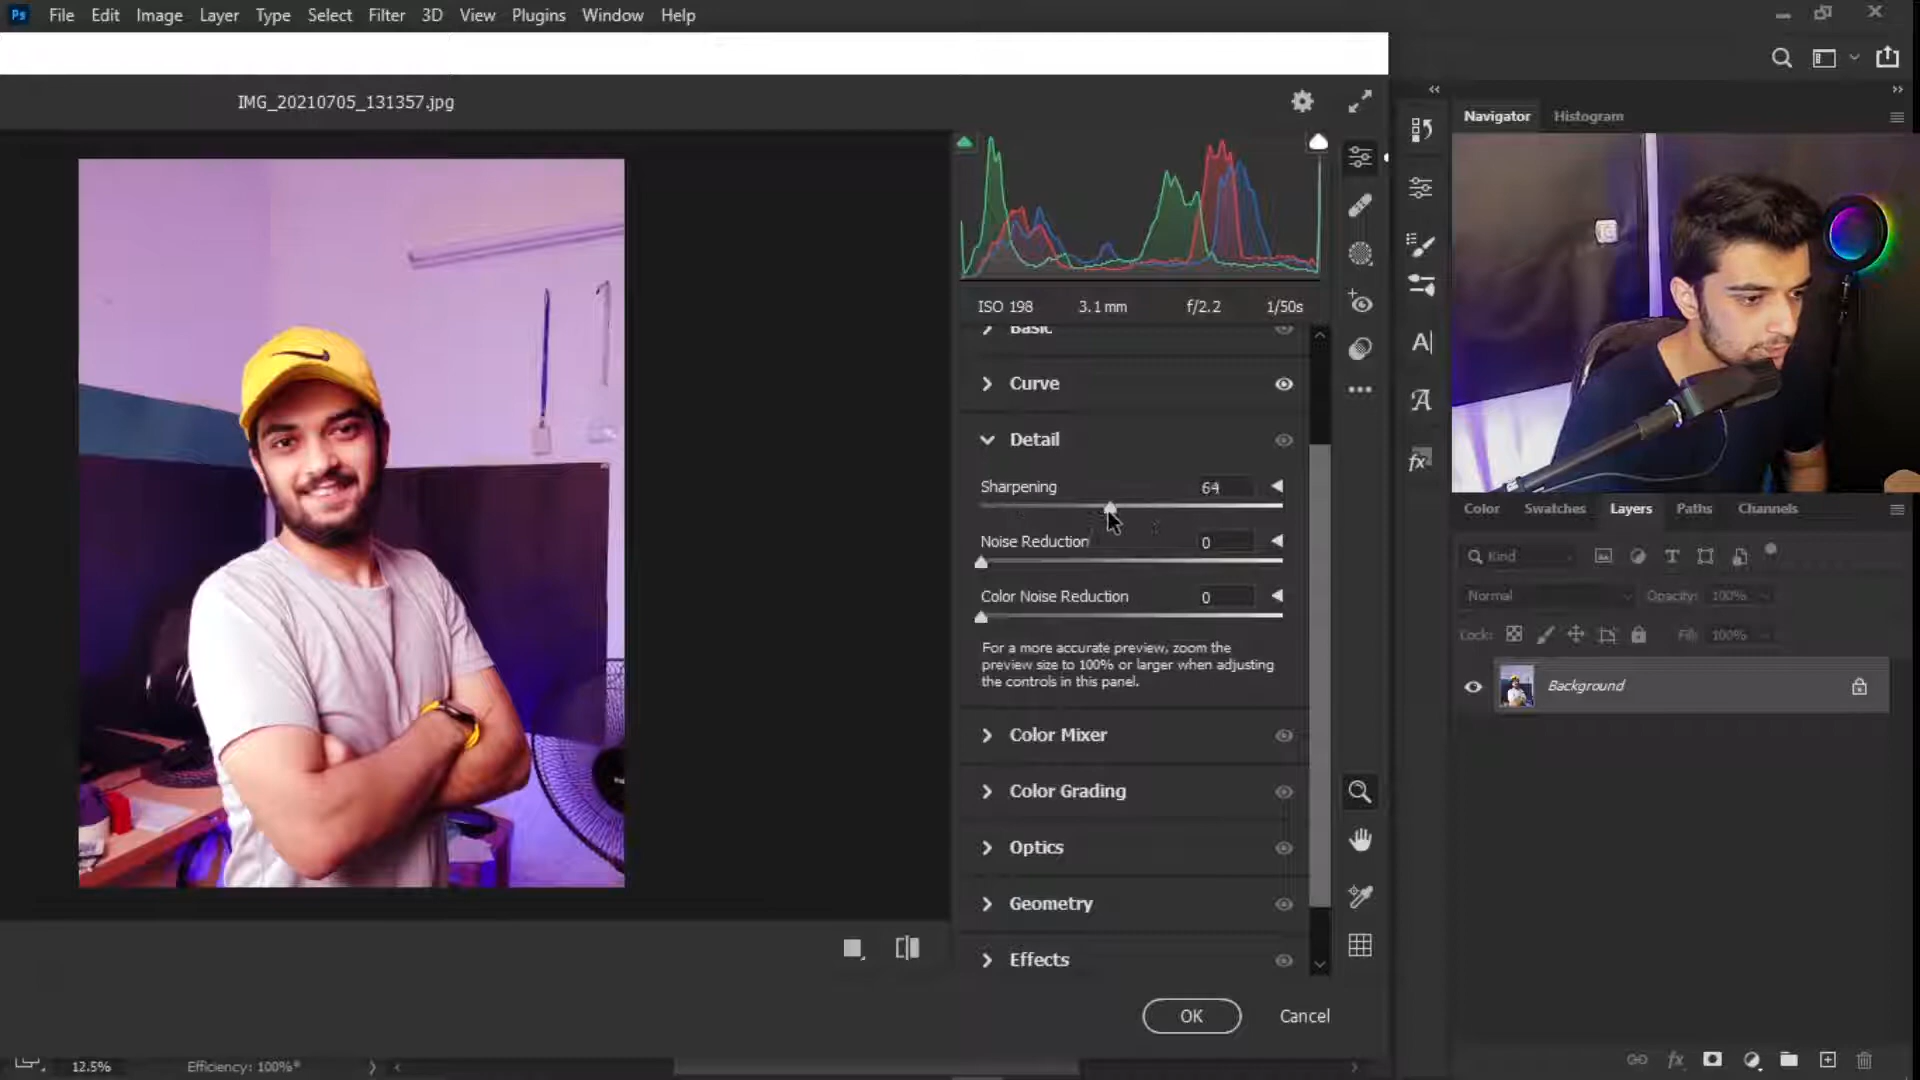 Ps File Edit Image Layer Type Select Filter 3D View Plugins Window Help
IMG_20210705_131357.jpg
ISO 198 3.1 mm f/2.2 1/50s
Basic
Curve
Detail
Sharpening 64
Noise Reduction 0
Color Noise Reduction 0
For a more accurate preview, zoom the
preview size to 100% or larger when adjusting
the controls in this panel.
Color Mixer
Color Grading
Optics
Geometry
Effects
OK Cancel
12.5% Efficiency: 100%*
Navigator Histogram
Color Swatches Layers Paths Channels
Kind
Normal Opacity: 100%
Lock: Fill: 100%
Background
fx